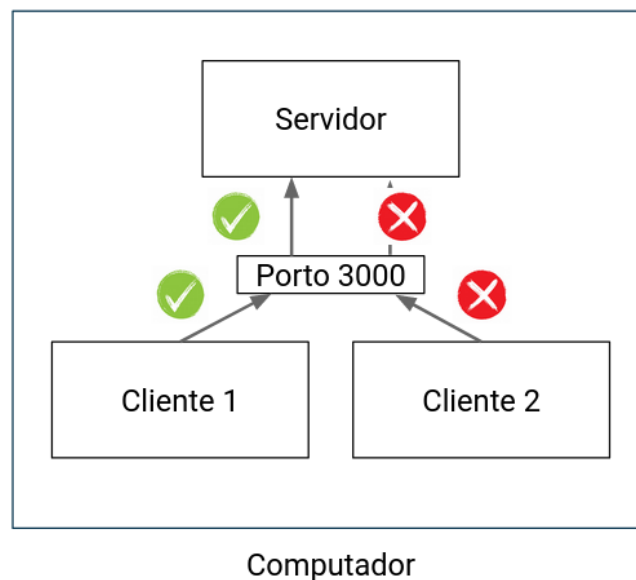 Servidor
Porto 3000
Cliente 1
Cliente 2
Computador